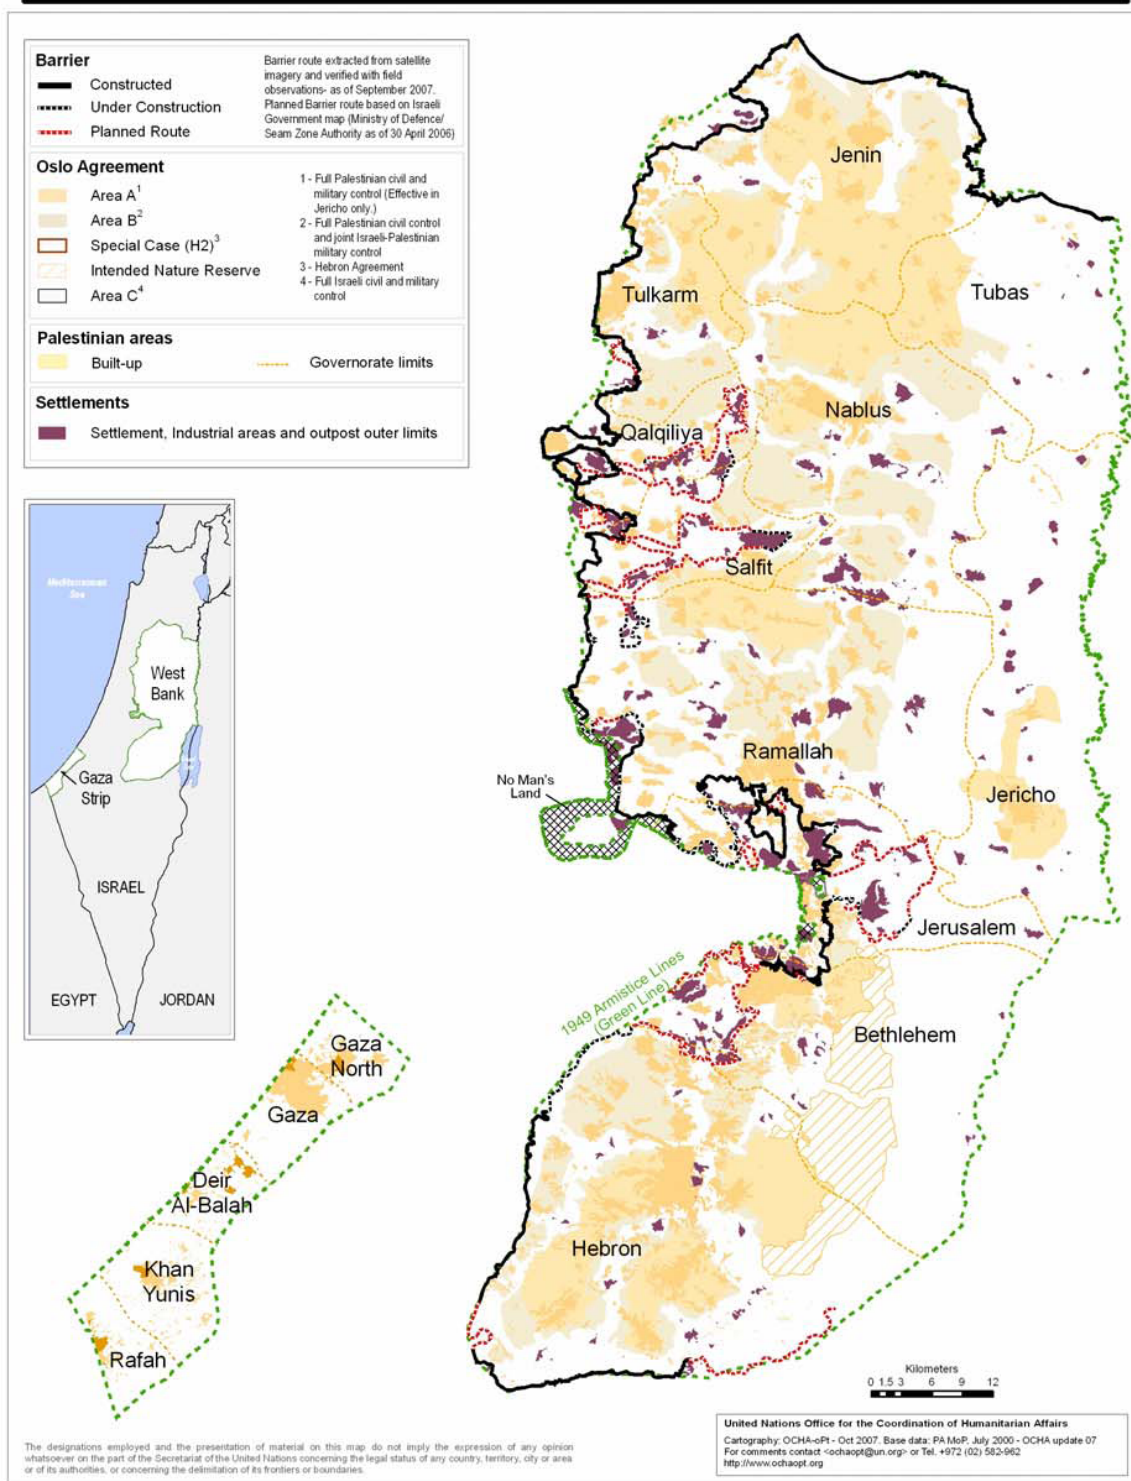 Barrier
Constructed
Under Construction
Planned Route
Barrier route extracted from satellite
imagery and verified with field
observations- as of September 2007.
Planned Barrier route based on Israeli
Government map (Ministry of Defence/
Seam Zone Authority as of 30 April 2006)
Oslo Agreement
Area A1
Area B2
Special Case (H2)3
Intended Nature Reserve
Area C4
1 - Full Palestinian civil and
military control (Effective in
Jericho only.)
2 - Full Palestinian civil control
and joint Israeli-Palestinian
military control
3 - Hebron Agreement
4 - Full Israeli civil and military
control
Palestinian areas
Built-up
Governorate limits
Settlements
Settlement, Industrial areas and outpost outer limits
Mediterranean
Sea
West
Bank
Gaza
Strip
ISRAEL
EGYPT
JORDAN
Jenin
Tulkarm
Tubas
Nablus
Qalqiliya
Salfit
Ramallah
No Man's
Land
Jericho
Jerusalem
1949 Armistice Lines
(Green Line)
Bethlehem
Hebron
Gaza
North
Gaza
Deir
Al-Balah
Khan
Yunis
Rafah
Kilometers
0 1.5 3 6 9 12
United Nations Office for the Coordination of Humanitarian Affairs
Cartography: OCHA-oPt - Oct 2007. Base data: PA MoP, July 2000 - OCHA update 07
For comments contact <ochaopt@un.org> or Tel. +972 (02) 582-962
http://www.ochaopt.org
The designations employed and the presentation of material on this map do not imply the expression of any opinion
whatsoever on the part of the Secretariat of the United Nations concerning the legal status of any country, territory, city or area
or of its authorities, or concerning the delimitation of its frontiers or boundaries.